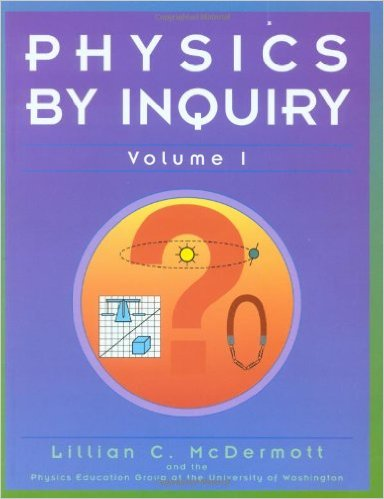 PHYSICS
BY INQUIRY
Volume I
?
Lillian C. McDermott
and the
Physics Education Group at the University of Washington